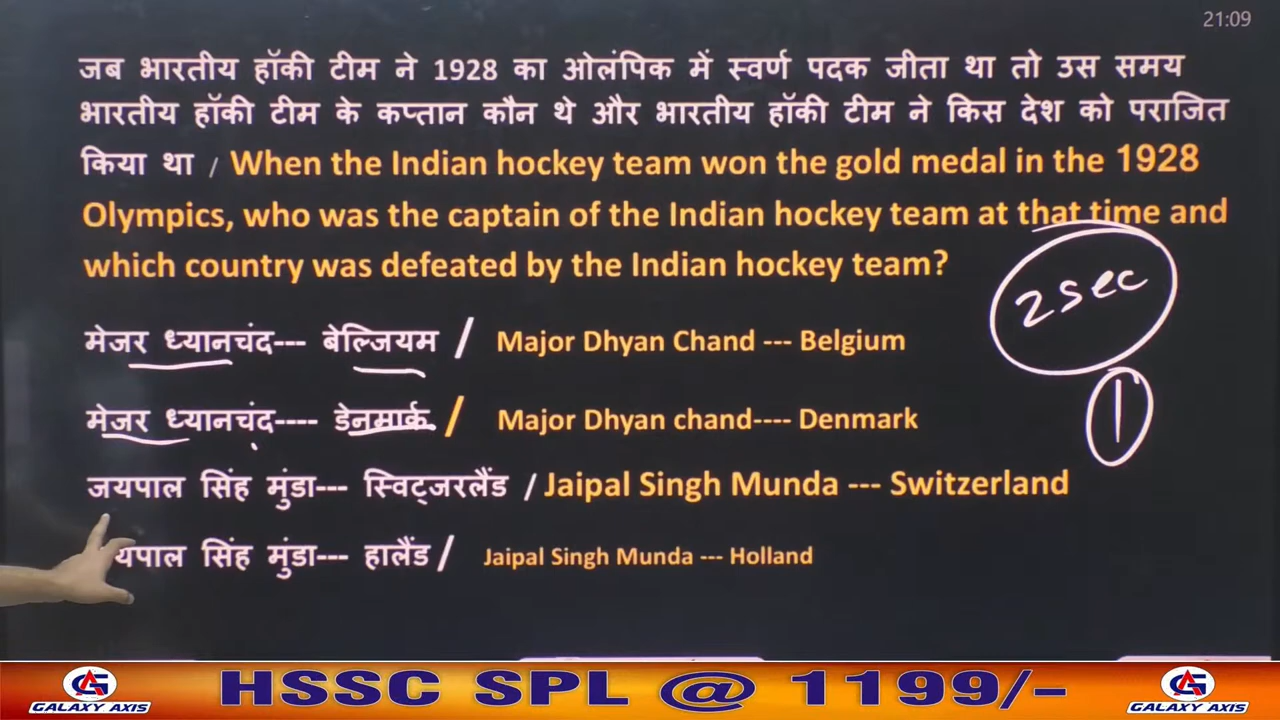 21:09
जब भारतीय हॉकी टीम ने 1928 का ओलंपिक में स्वर्ण पदक जीता था तो उस समय
भारतीय हॉकी टीम के कप्तान कौन थे और भारतीय हॉकी टीम ने किस देश को पराजित
किया था / When the Indian hockey team won the gold medal in the 1928
Olympics, who was the captain of the Indian hockey team at that time and
which country was defeated by the Indian hockey team?
2 sec
मेजर ध्यानचंद--- बेल्जियम / Major Dhyan Chand --- Belgium
1
मेजर ध्यानचंद---- डेनमार्क / Major Dhyan chand---- Denmark
जयपाल सिंह मुंडा--- स्विट्जरलैंड / Jaipal Singh Munda --- Switzerland
यपाल सिंह मुंडा--- हालैंड / Jaipal Singh Munda --- Holland
HSSC SPL @ 1199/-
GALAXY AXIS
GALAXY AXIS